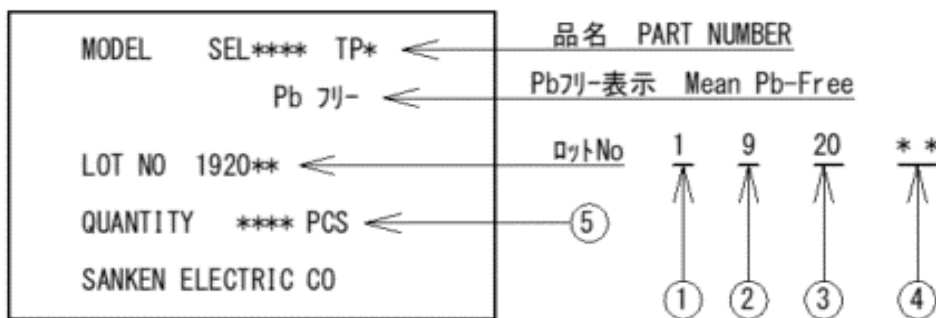 MODEL SEL**** TP*
品名 PART NUMBER
Pb フリー
Pbフリー表示 Mean Pb-Free
LOT NO 1920**
ロットNo 1 9 20 **
QUANTITY **** PCS
⑤
SANKEN ELECTRIC CO
① ② ③ ④